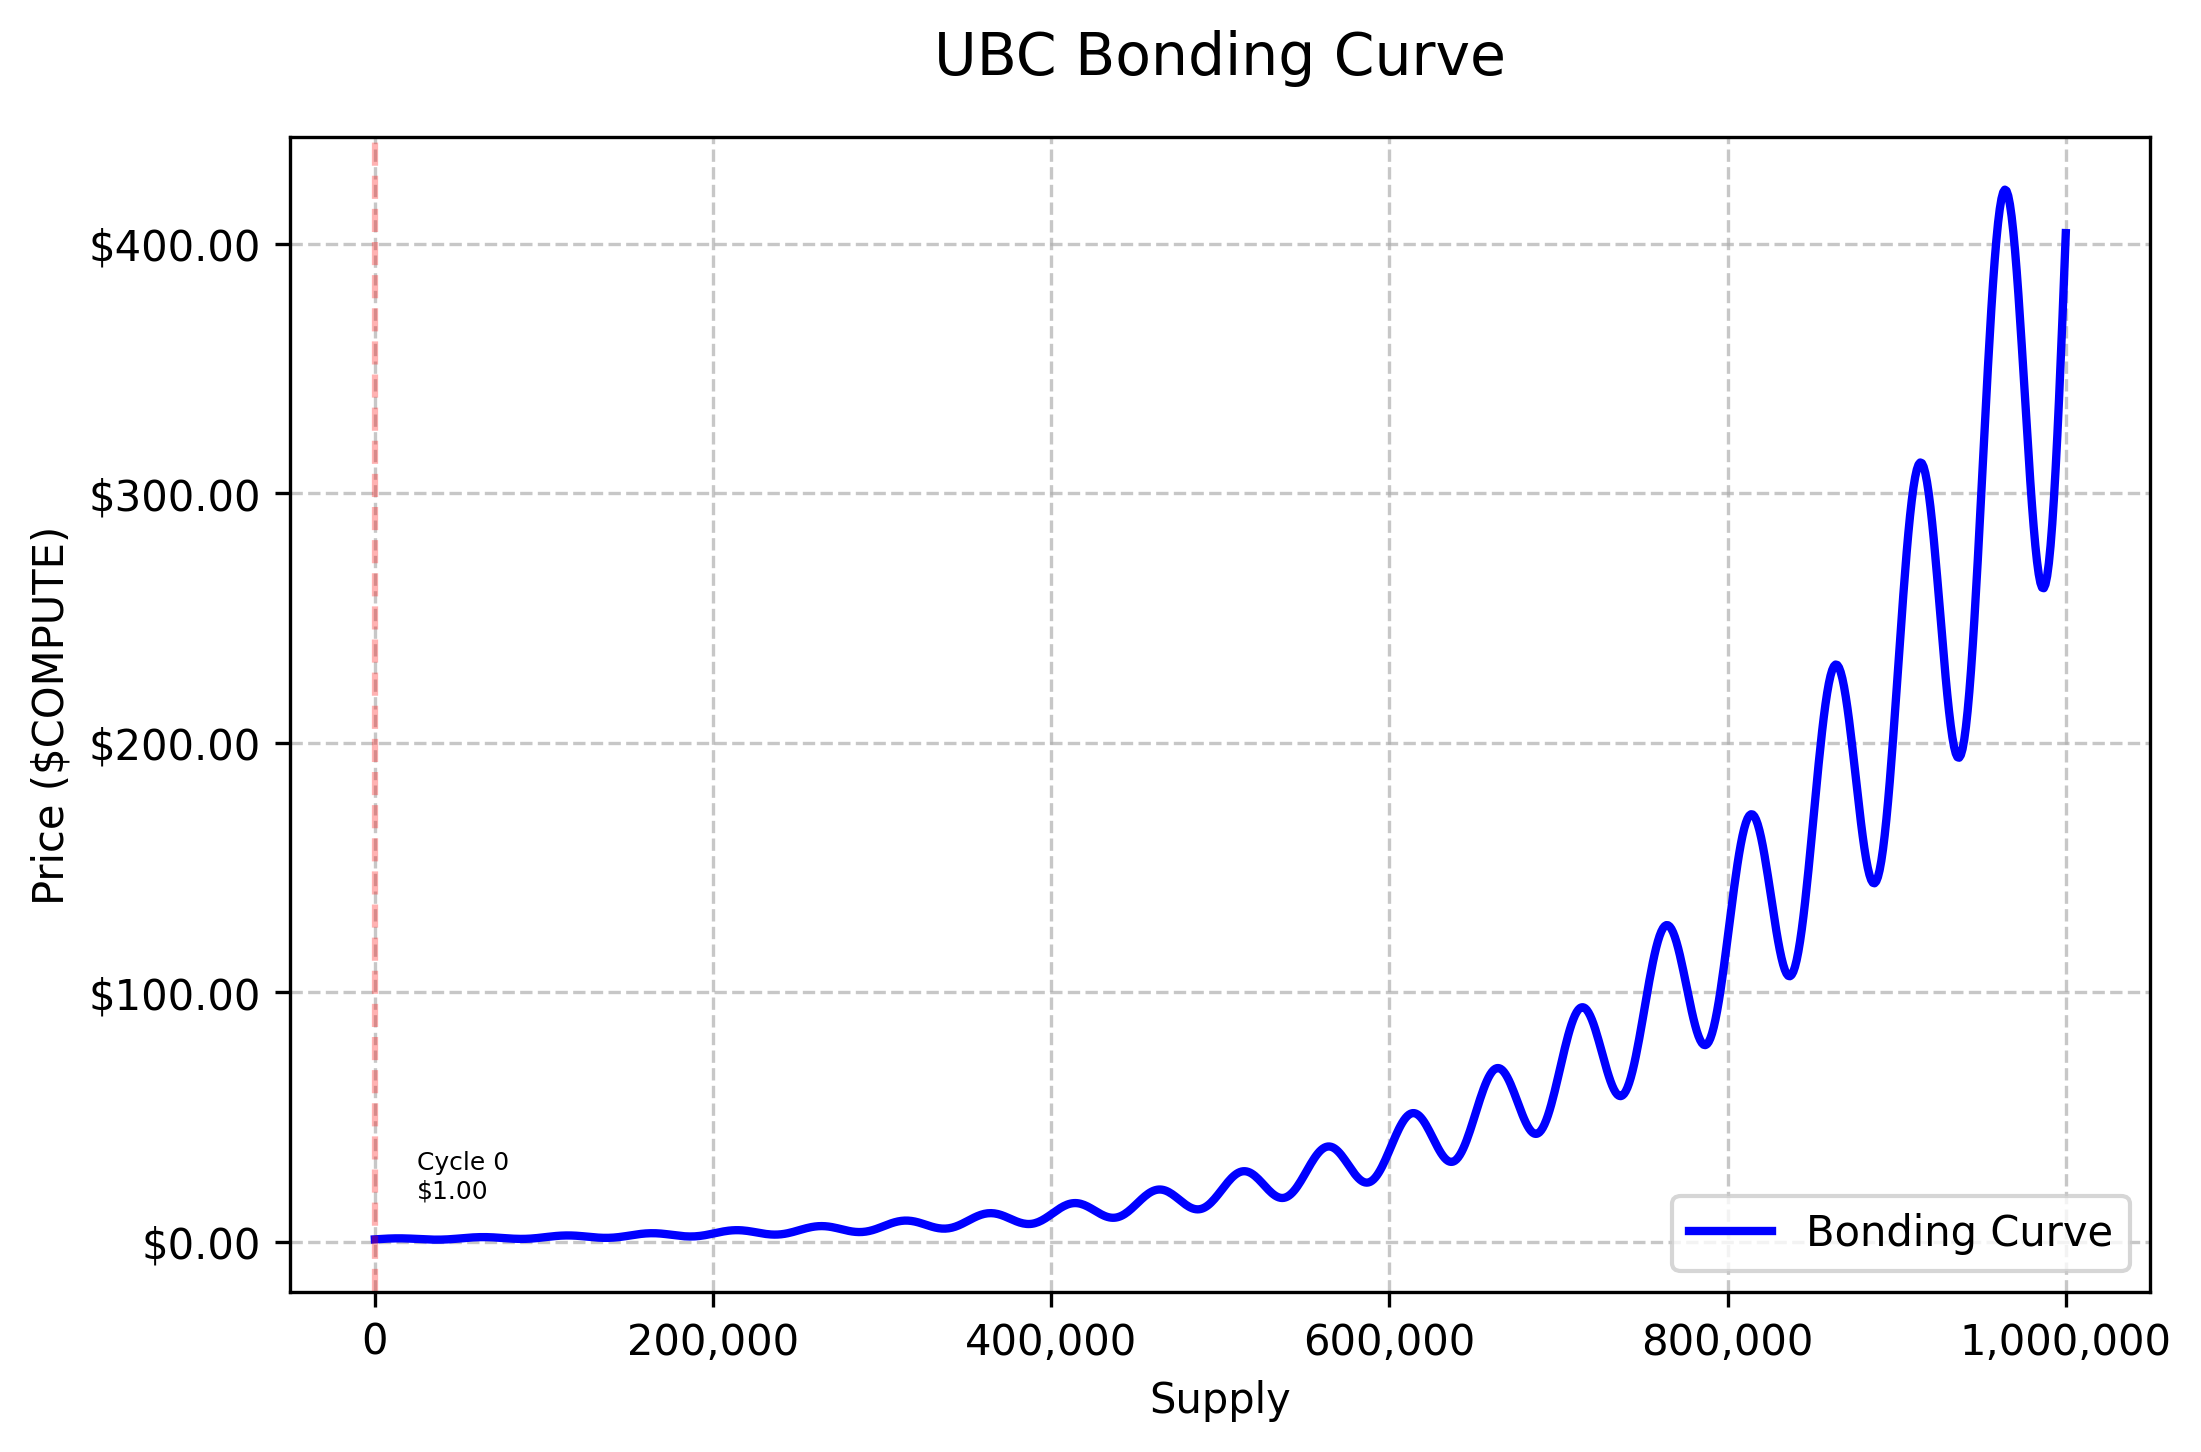 UBC Bonding Curve
Price ($COMPUTE)
$400.00
$300.00
$200.00
$100.00
$0.00
Cycle 0
$1.00
Bonding Curve
0
200,000
400,000
600,000
800,000
1,000,000
Supply